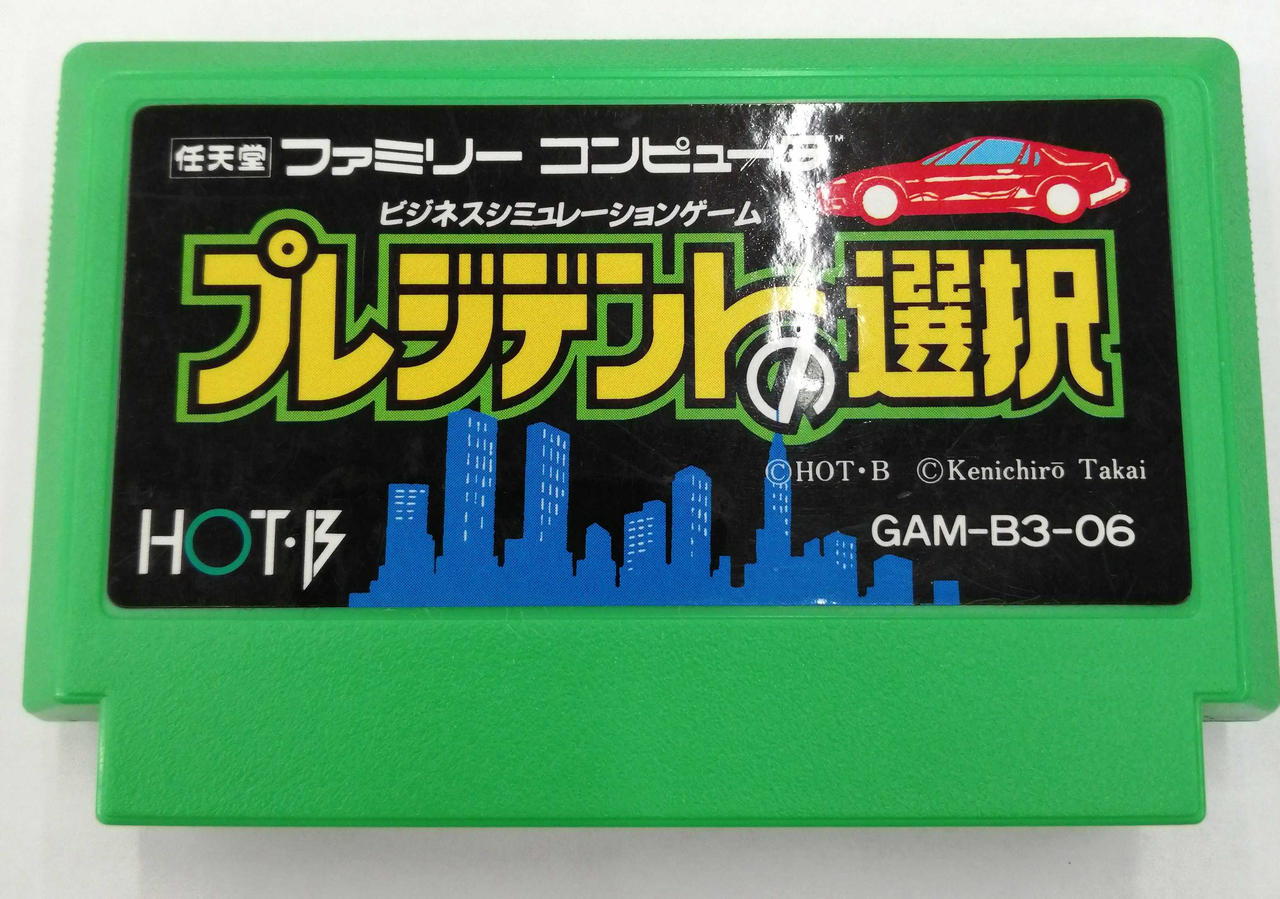 任天堂 ファミリー コンピュータ™
ビジネスシミュレーションゲーム
プレジデントの選択
©HOT・B ©Kenichirō Takai
HOT・B
GAM-B3-06